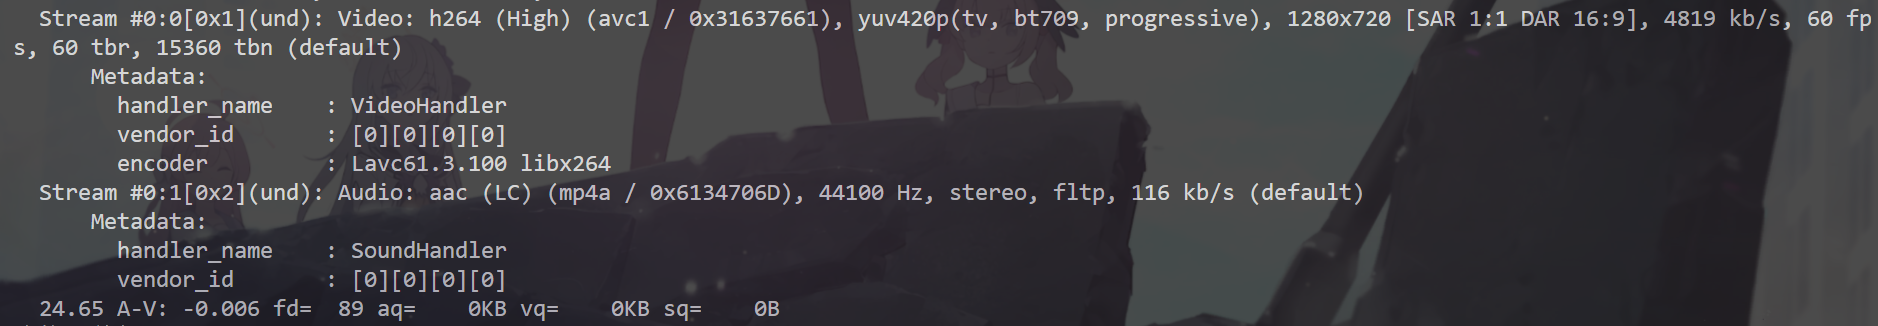 Stream #0:0[0x1](und): Video: h264 (High) (avc1 / 0x31637661), yuv420p(tv, bt709, progressive), 1280x720 [SAR 1:1 DAR 16:9], 4819 kb/s, 60 fp
s, 60 tbr, 15360 tbn (default)
Metadata:
handler_name    : VideoHandler
vendor_id       : [0][0][0][0]
encoder         : Lavc61.3.100 libx264
Stream #0:1[0x2](und): Audio: aac (LC) (mp4a / 0x6134706D), 44100 Hz, stereo, fltp, 116 kb/s (default)
Metadata:
handler_name    : SoundHandler
vendor_id       : [0][0][0][0]
24.65 A-V: -0.006 fd=  89 aq=    0KB vq=    0KB sq=    0B